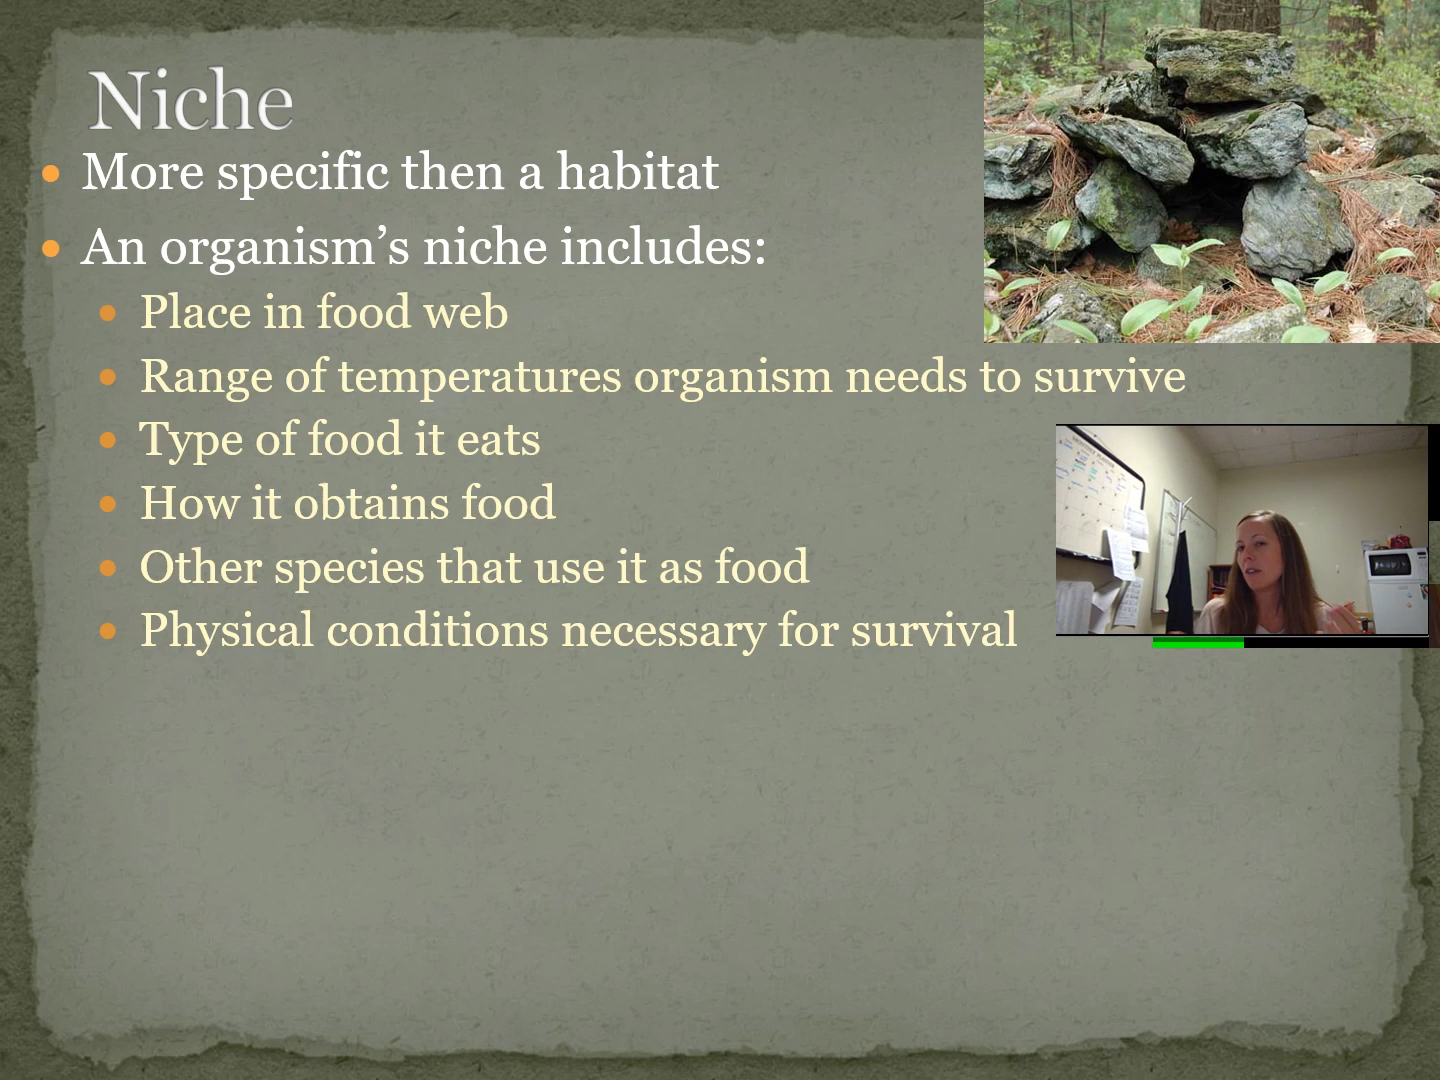 Niche
More specific then a habitat
An organism’s niche includes:
Place in food web
Range of temperatures organism needs to survive
Type of food it eats
How it obtains food
Other species that use it as food
Physical conditions necessary for survival